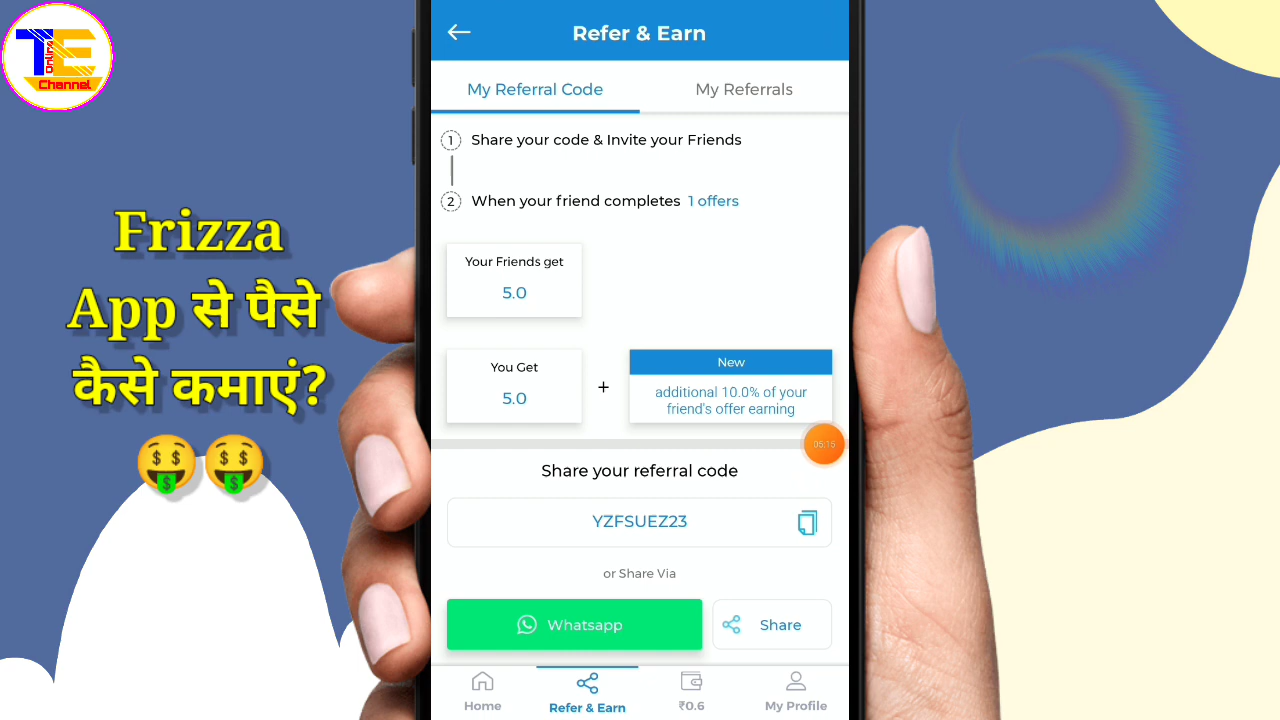 TE
Online
Channel
Frizza
App से पैसे
कैसे कमाएं?
Refer & Earn
My Referral Code
My Referrals
1 Share your code & Invite your Friends
2 When your friend completes 1 offers
Your Friends get
5.0
You Get
5.0
+
New
additional 10.0% of your
friend's offer earning
05:15
Share your referral code
YZFSUEZ23
or Share Via
Whatsapp
Share
Home
Refer & Earn
₹0.6
My Profile